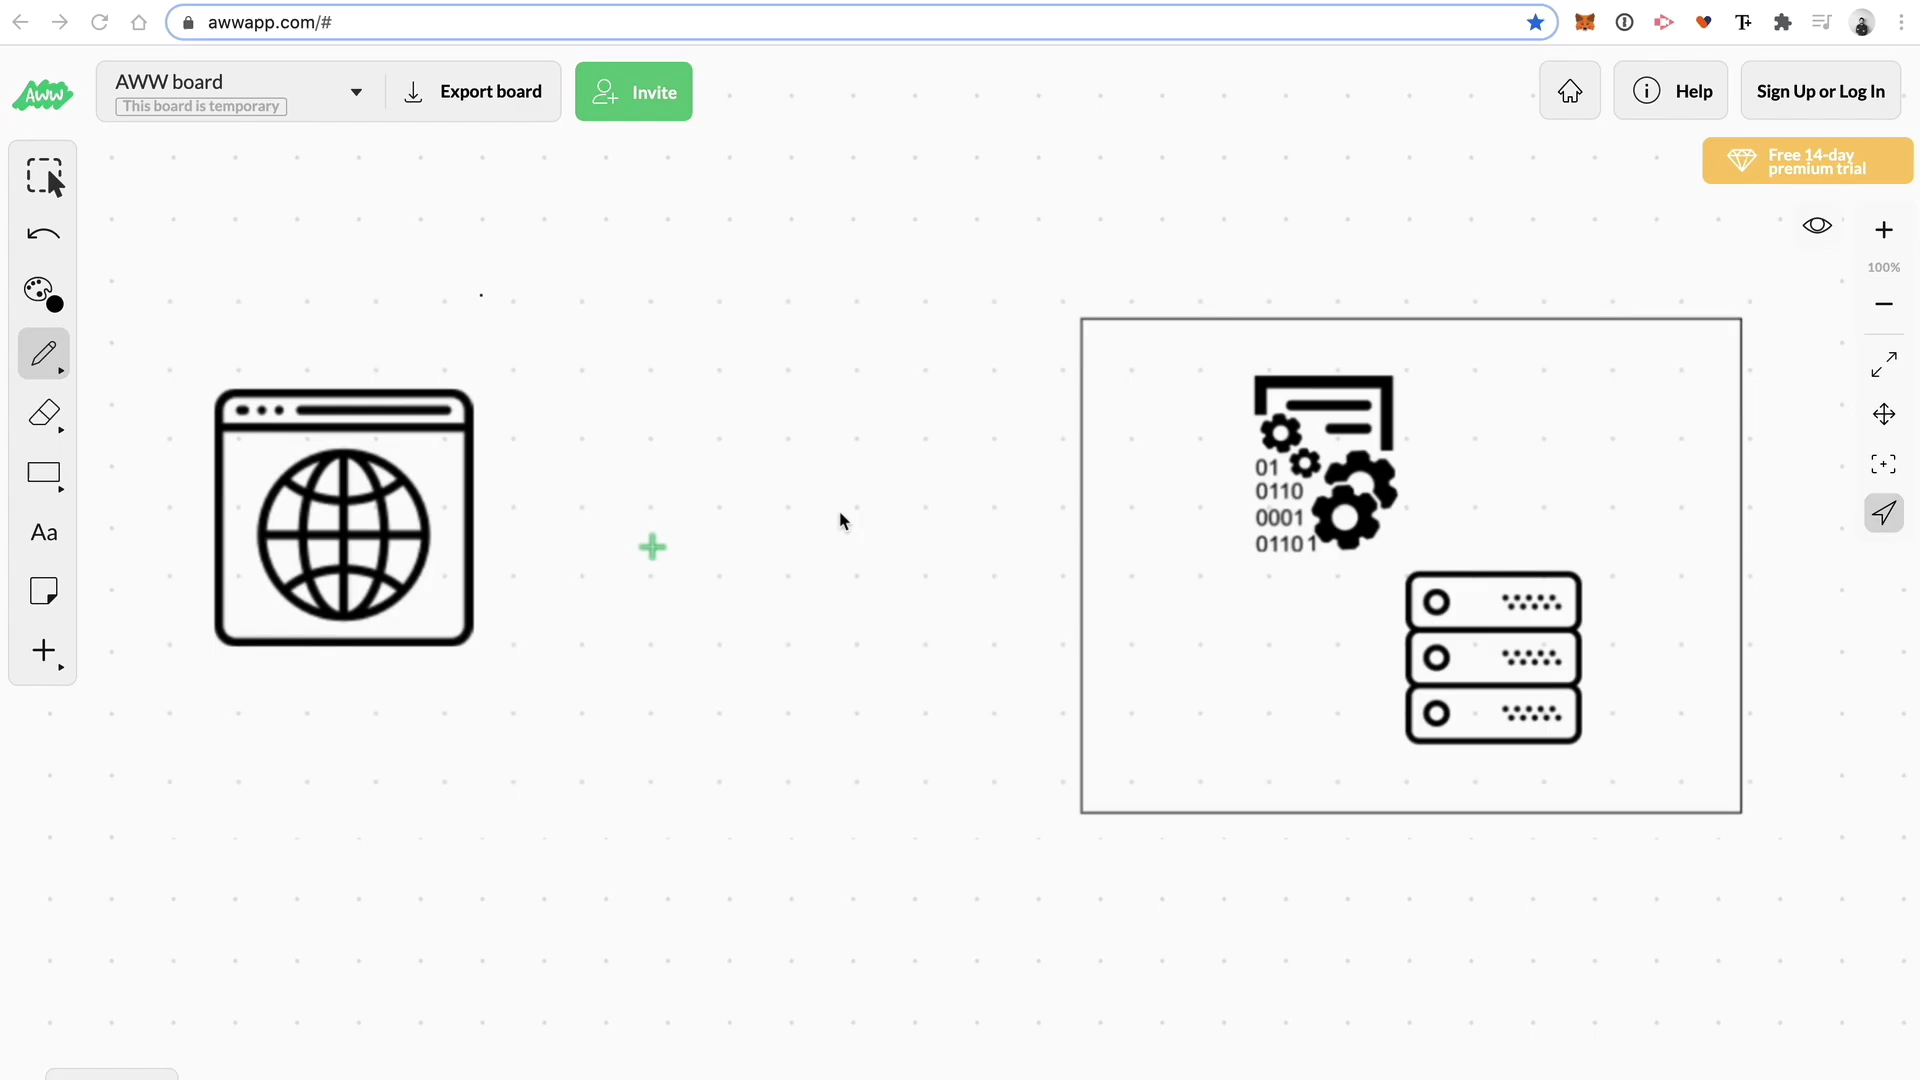 awwapp.com/#
Aww
AWW board
This board is temporary
Export board
Invite
Help
Sign Up or Log In
Free 14-day
premium trial
100%
Aa
01
0110
0001
01101